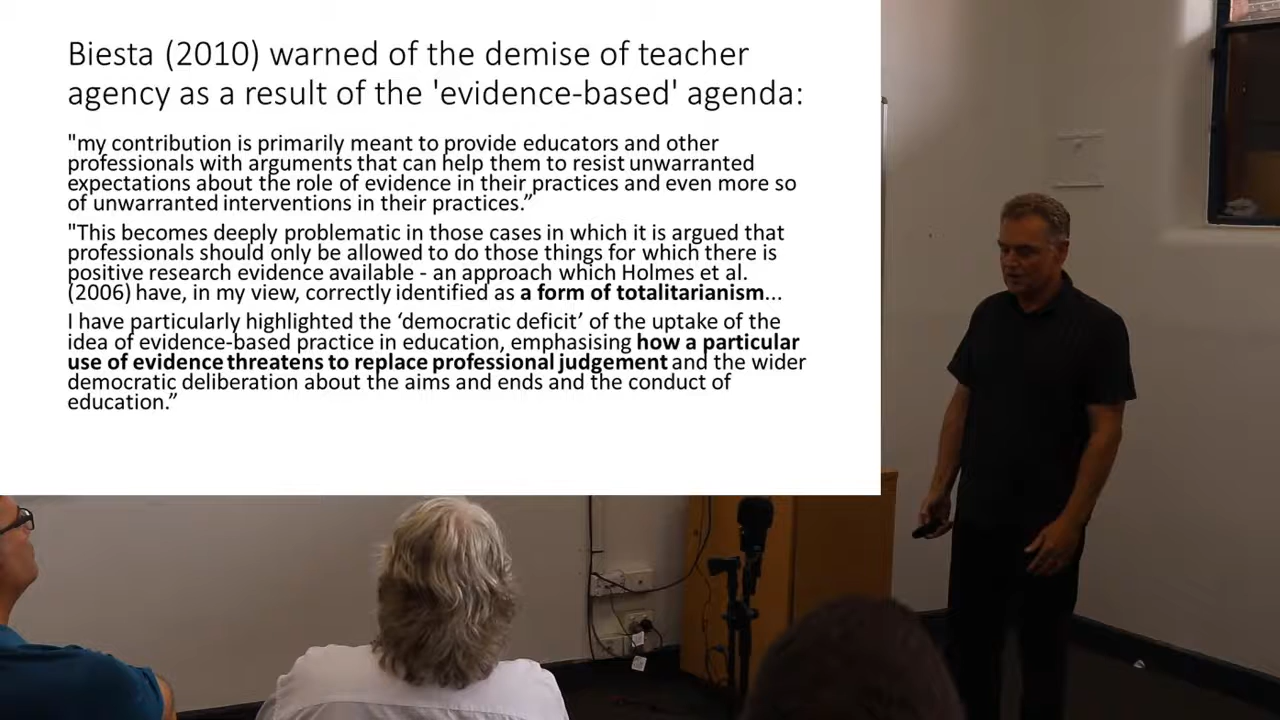 Biesta (2010) warned of the demise of teacher
agency as a result of the 'evidence-based' agenda:
"my contribution is primarily meant to provide educators and other
professionals with arguments that can help them to resist unwarranted
expectations about the role of evidence in their practices and even more so
of unwarranted interventions in their practices.”
"This becomes deeply problematic in those cases in which it is argued that
professionals should only be allowed to do those things for which there is
positive research evidence available - an approach which Holmes et al.
(2006) have, in my view, correctly identified as a form of totalitarianism...
I have particularly highlighted the ‘democratic deficit’ of the uptake of the
idea of evidence-based practice in education, emphasising how a particular
use of evidence threatens to replace professional judgement and the wider
democratic deliberation about the aims and ends and the conduct of
education.”